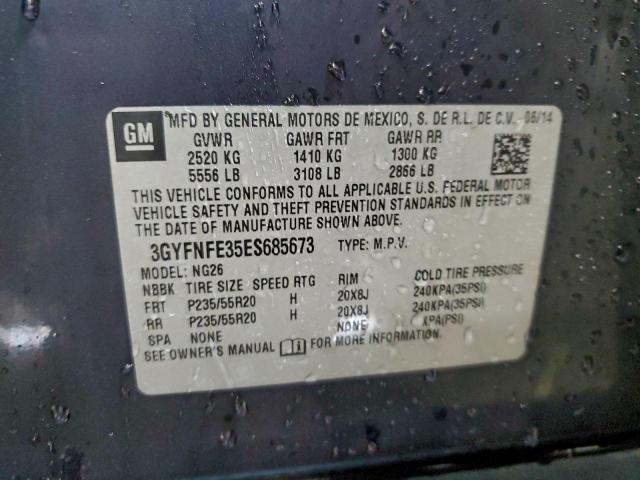 GM
MFD BY GENERAL MOTORS DE MEXICO, S. DE R.L. DE C.V. 06/14
GVWR GAWR FRT GAWR RR
2520 KG 1410 KG 1300 KG
5556 LB 3108 LB 2866 LB
THIS VEHICLE CONFORMS TO ALL APPLICABLE U.S. FEDERAL MOTOR
VEHICLE SAFETY AND THEFT PREVENTION STANDARDS IN EFFECT ON
THE DATE OF MANUFACTURE SHOWN ABOVE.
3GYFNFE35ES685673 TYPE: M.P.V.
MODEL: NG26
NBBK TIRE SIZE SPEED RTG RIM COLD TIRE PRESSURE
FRT P235/55R20 H 20X8J 240KPA(35PSI)
RR P235/55R20 H 20X8J 240KPA(35PSI)
SPA NONE NONE KPA(PSI)
SEE OWNER'S MANUAL FOR MORE INFORMATION